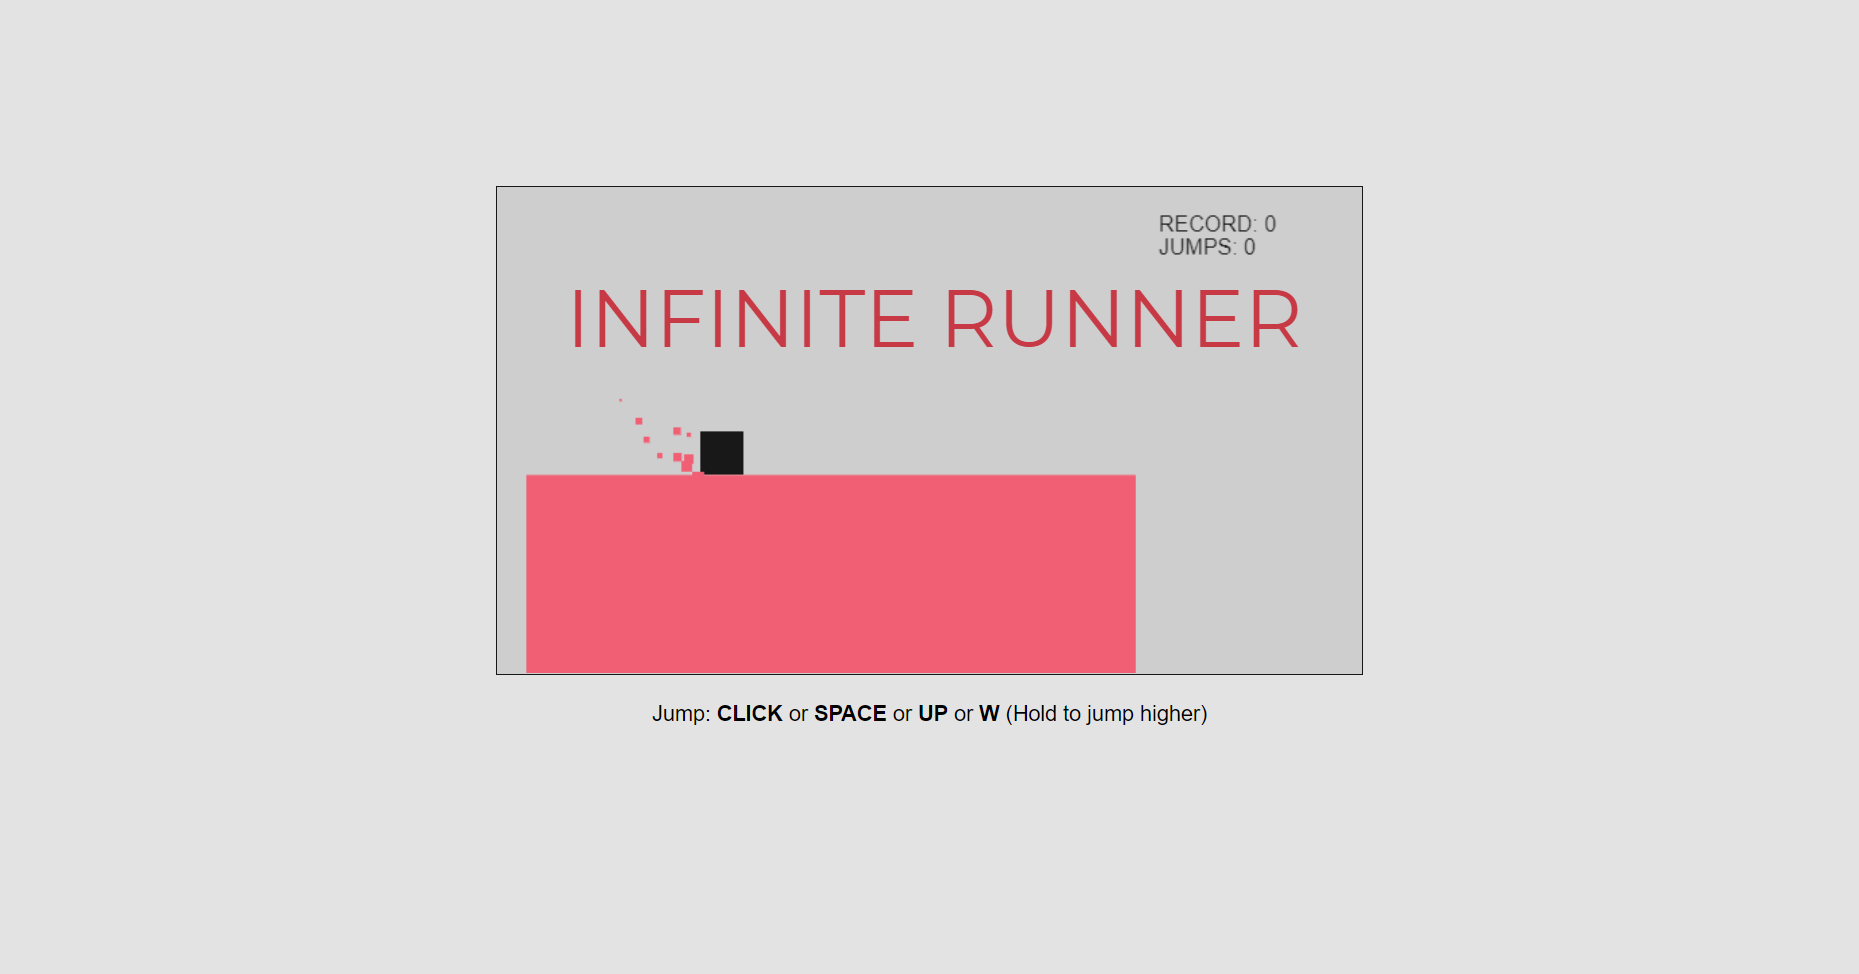 RECORD: 0
JUMPS: 0
INFINITE RUNNER
Jump: CLICK or SPACE or UP or W (Hold to jump higher)